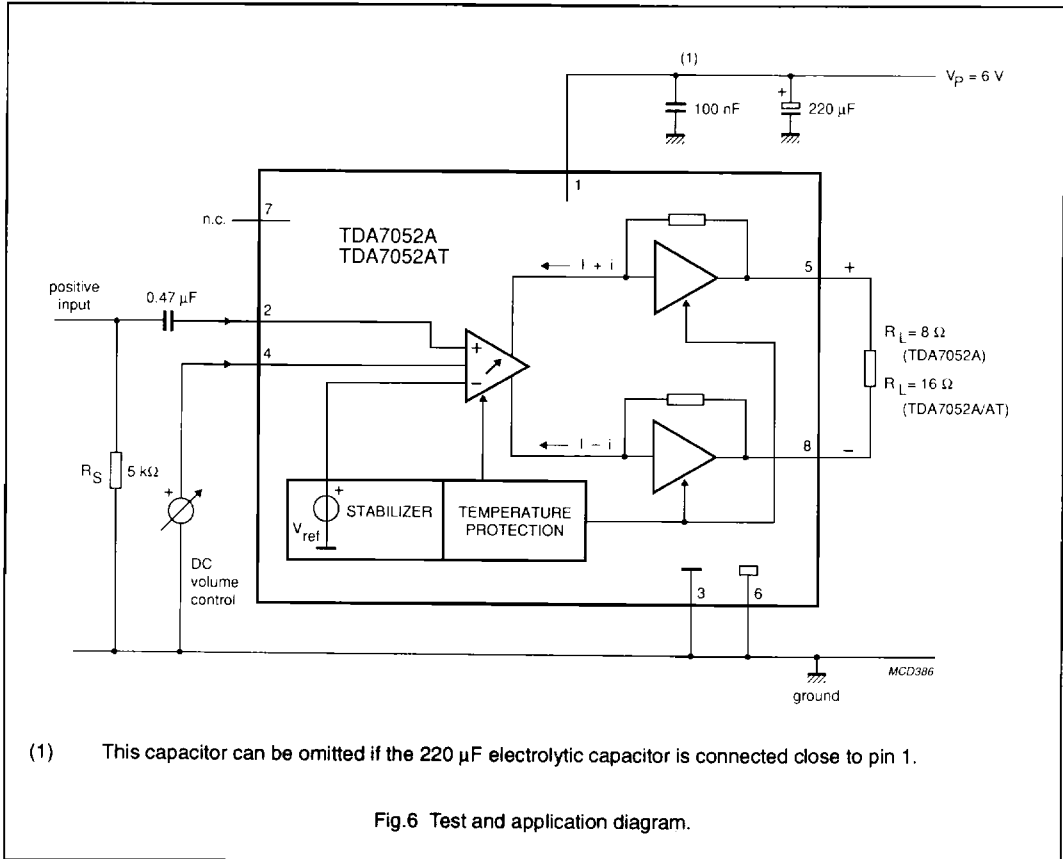 (1)
V_P = 6 V
100 nF
+
220 µF
1
7
n.c.
TDA7052A
TDA7052AT
I + i
5
+
positive
input
0.47 µF
2
+
4
−
R_L = 8 Ω
(TDA7052A)
R_L = 16 Ω
(TDA7052A/AT)
I − i
8
−
R_S
5 kΩ
+
+
V_ref
STABILIZER
TEMPERATURE
PROTECTION
DC
volume
control
3
6
MCD386
ground
(1) This capacitor can be omitted if the 220 µF electrolytic capacitor is connected close to pin 1.
Fig.6 Test and application diagram.